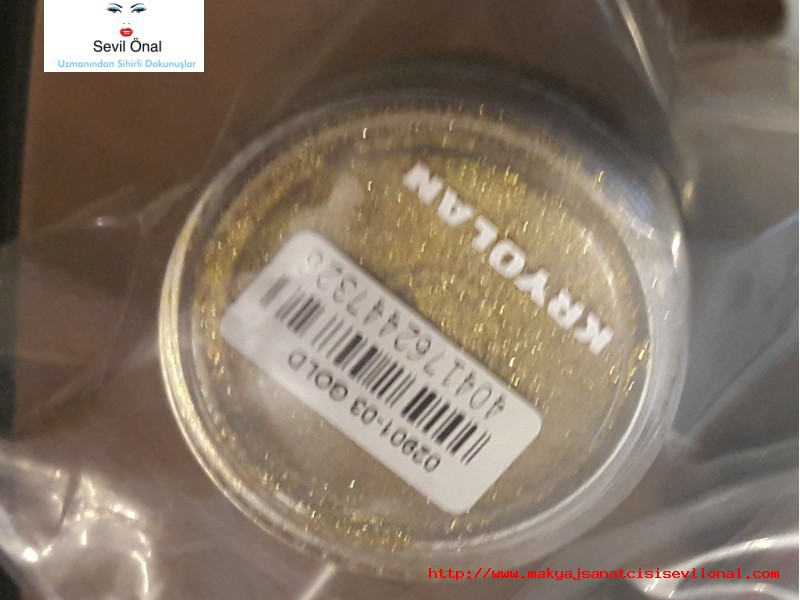 Sevil Önal
Uzmanından Sihirli Dokunuşlar
KRYOLAN
4041762447326
02901-03 GOLD
http://www.makyajsanatcisisevilonal.com